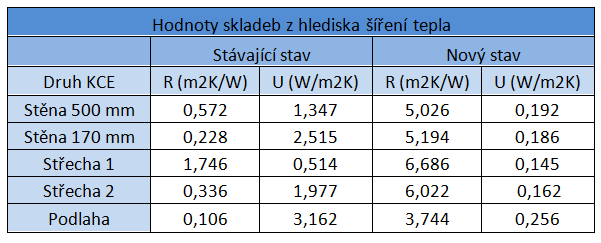 Hodnoty skladeb z hlediska šíření tepla
Stávající stav Nový stav
Druh KCE R (m2K/W) U (W/m2K) R (m2K/W) U (W/m2K)
Stěna 500 mm 0,572 1,347 5,026 0,192
Stěna 170 mm 0,228 2,515 5,194 0,186
Střecha 1 1,746 0,514 6,686 0,145
Střecha 2 0,336 1,977 6,022 0,162
Podlaha 0,106 3,162 3,744 0,256